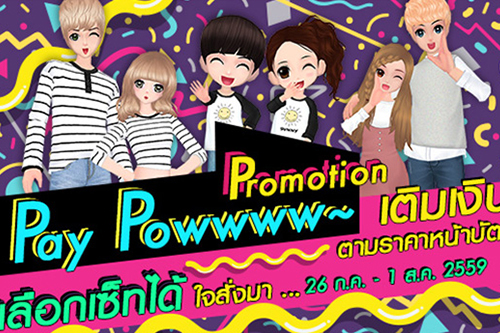 Promotion
Pay Powwww~ เติมเงิน
ตามราคาหน้าบัตร
เลือกเซ็ทได้ ใจสั่งมา ... 26 ก.ค. - 1 ส.ค. 2559